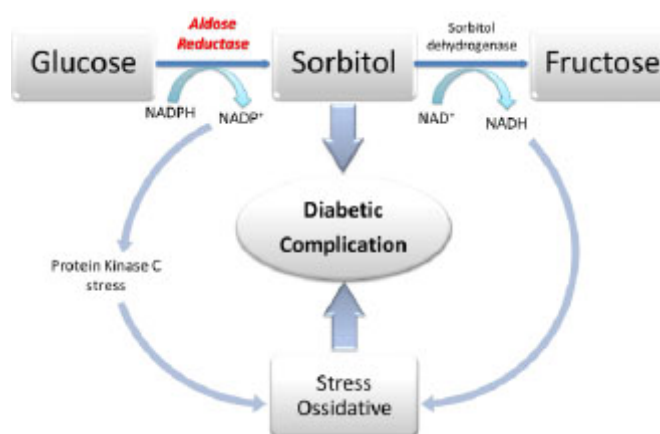 Aldose
Reductase
Sorbitol
dehydrogenase
Glucose
Sorbitol
Fructose
NADPH
NADP⁺
NAD⁺
NADH
Diabetic
Complication
Protein Kinase C
stress
Stress
Ossidative